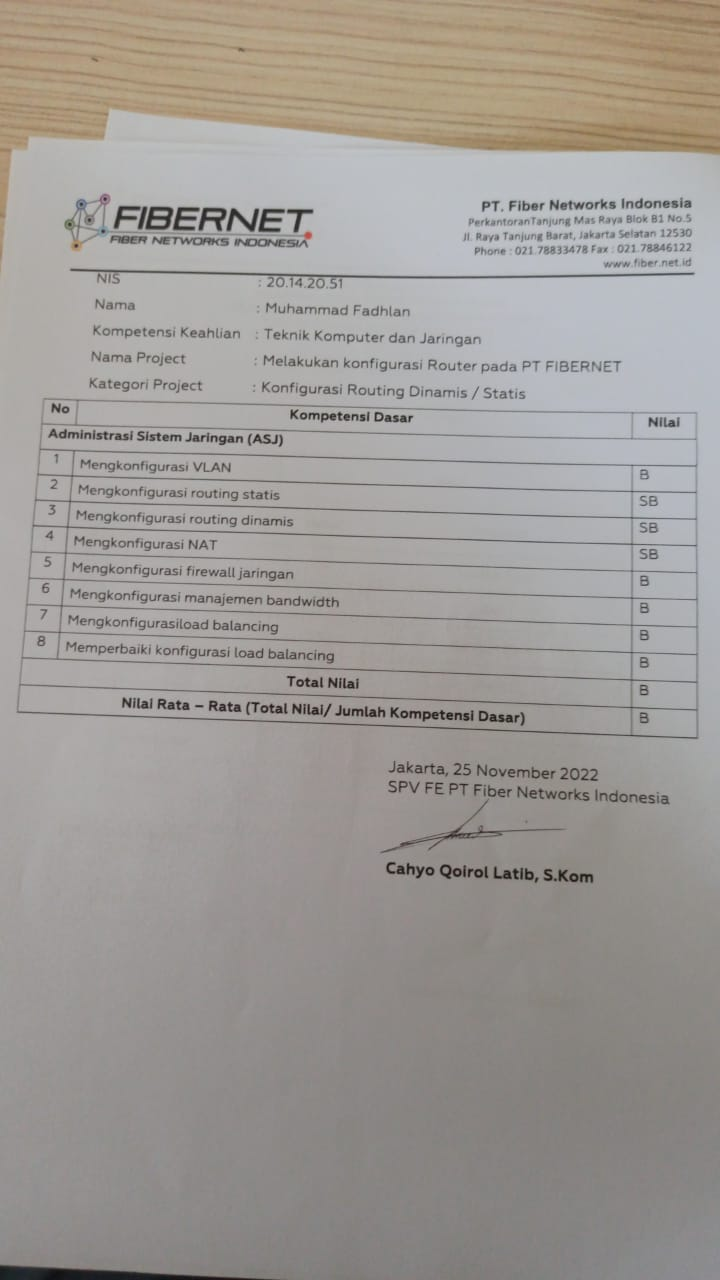 FIBERNET
FIBER NETWORKS INDONESIA
PT. Fiber Networks Indonesia
PerkantoranTanjung Mas Raya Blok B1 No.5
Jl. Raya Tanjung Barat, Jakarta Selatan 12530
Phone : 021.78833478 Fax : 021.78846122
www.fiber.net.id
NIS : 20.14.20.51
Nama : Muhammad Fadhlan
Kompetensi Keahlian : Teknik Komputer dan Jaringan
Nama Project : Melakukan konfigurasi Router pada PT FIBERNET
Kategori Project : Konfigurasi Routing Dinamis / Statis
No Kompetensi Dasar Nilai
Administrasi Sistem Jaringan (ASJ)
1 Mengkonfigurasi VLAN B
2 Mengkonfigurasi routing statis SB
3 Mengkonfigurasi routing dinamis SB
4 Mengkonfigurasi NAT SB
5 Mengkonfigurasi firewall jaringan B
6 Mengkonfigurasi manajemen bandwidth B
7 Mengkonfigurasiload balancing B
8 Memperbaiki konfigurasi load balancing B
Total Nilai B
Nilai Rata – Rata (Total Nilai/ Jumlah Kompetensi Dasar) B
Jakarta, 25 November 2022
SPV FE PT Fiber Networks Indonesia
Cahyo Qoirol Latib, S.Kom